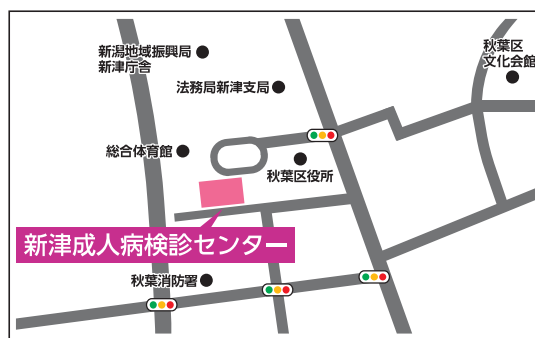 新潟地域振興局
新津庁舎
秋葉区
文化会館
法務局新津支局
総合体育館
秋葉区役所
新津成人病検診センター
秋葉消防署